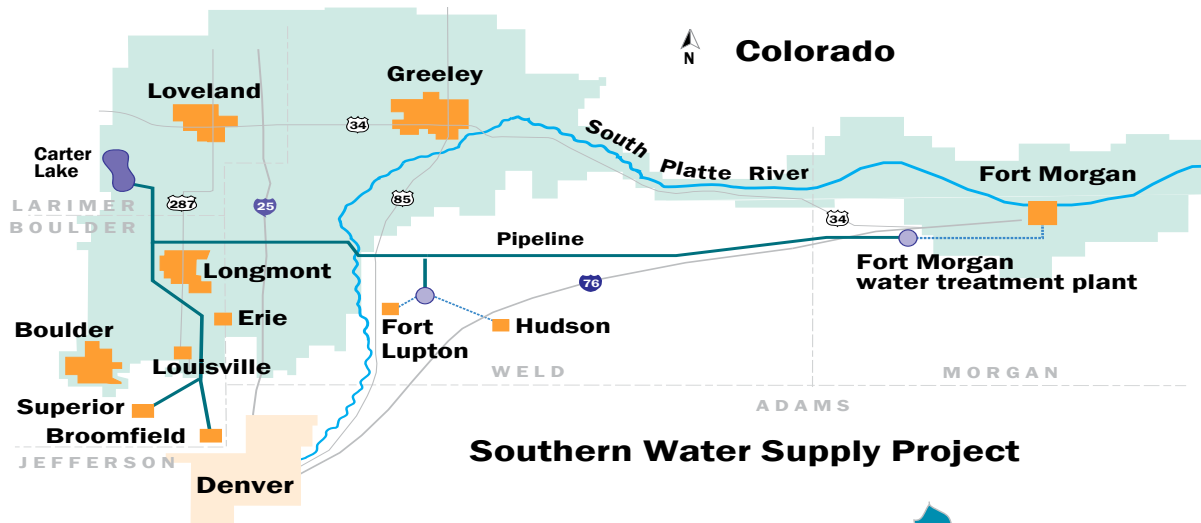 N
Colorado
Greeley
Loveland
34
South
Platte River
Carter
Lake
Fort Morgan
287
25
85
LARIMER
BOULDER
34
Pipeline
Longmont
Fort Morgan
water treatment plant
76
Erie
Boulder
Fort
Lupton
Hudson
Louisville
WELD
MORGAN
Superior
ADAMS
Broomfield
Southern Water Supply Project
JEFFERSON
Denver